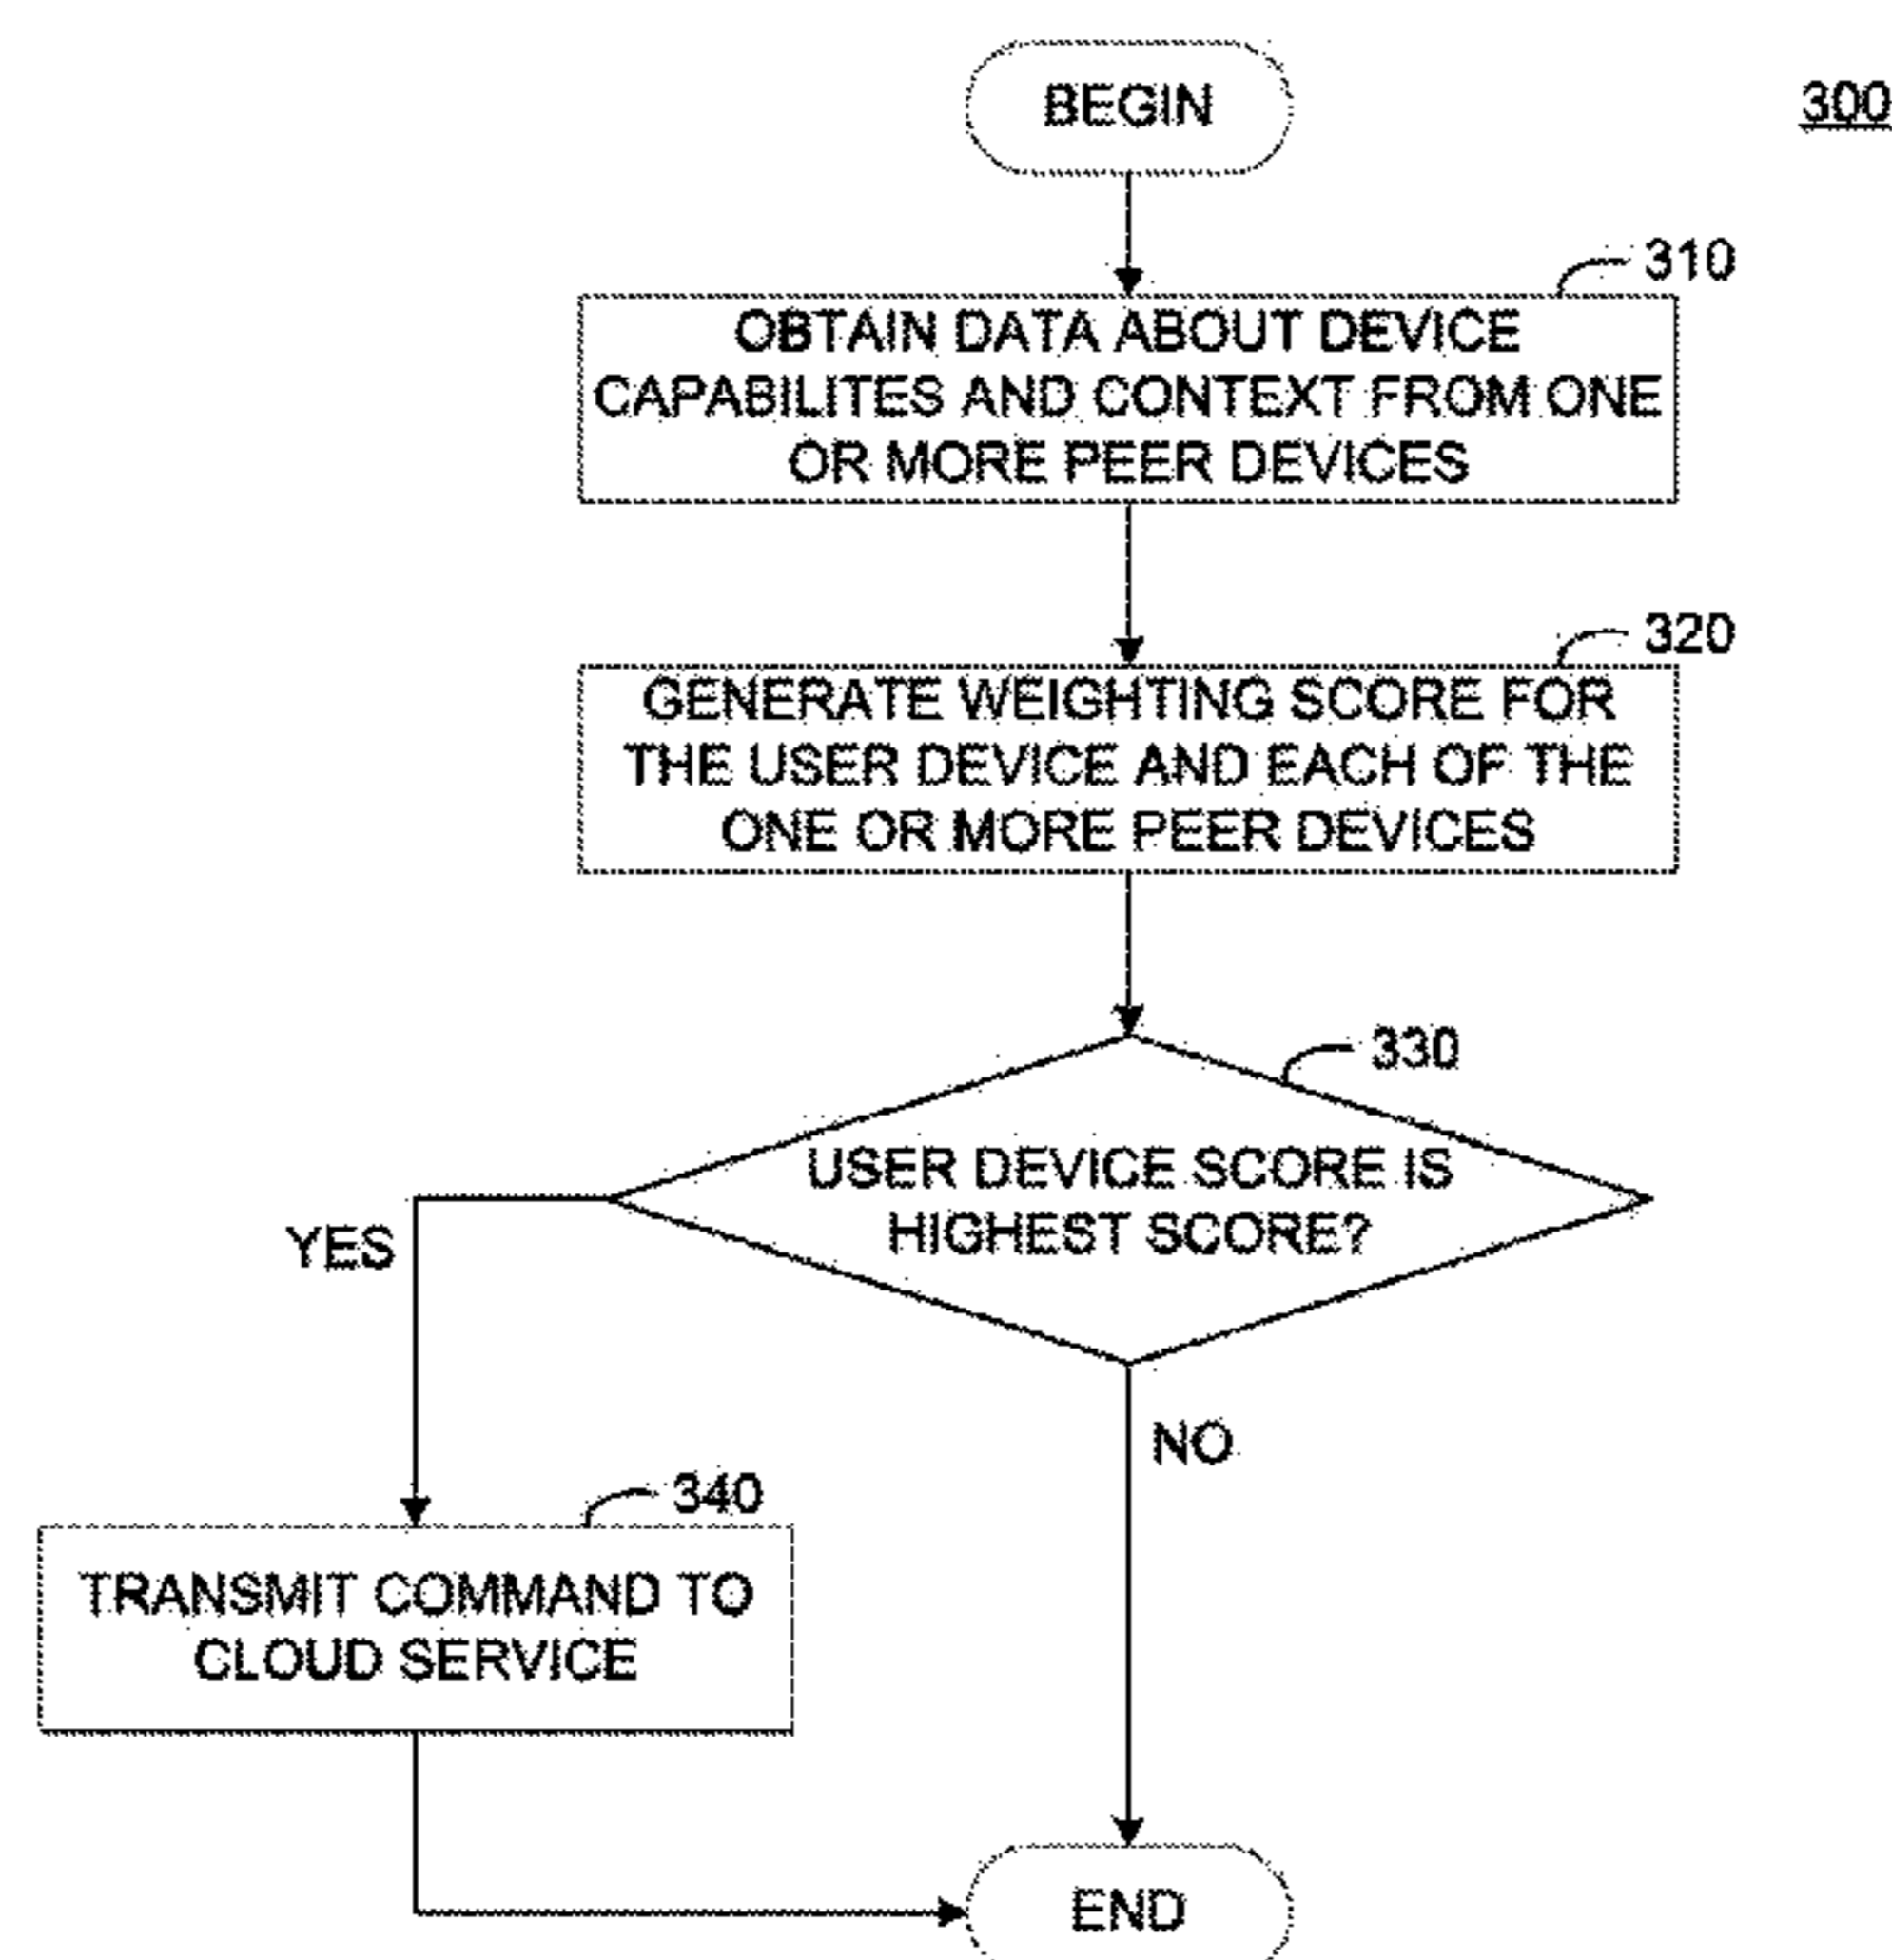 BEGIN
300
310
OBTAIN DATA ABOUT DEVICE
CAPABILITES AND CONTEXT FROM ONE
OR MORE PEER DEVICES
320
GENERATE WEIGHTING SCORE FOR
THE USER DEVICE AND EACH OF THE
ONE OR MORE PEER DEVICES
330
USER DEVICE SCORE IS
HIGHEST SCORE?
YES
NO
340
TRANSMIT COMMAND TO
CLOUD SERVICE
END